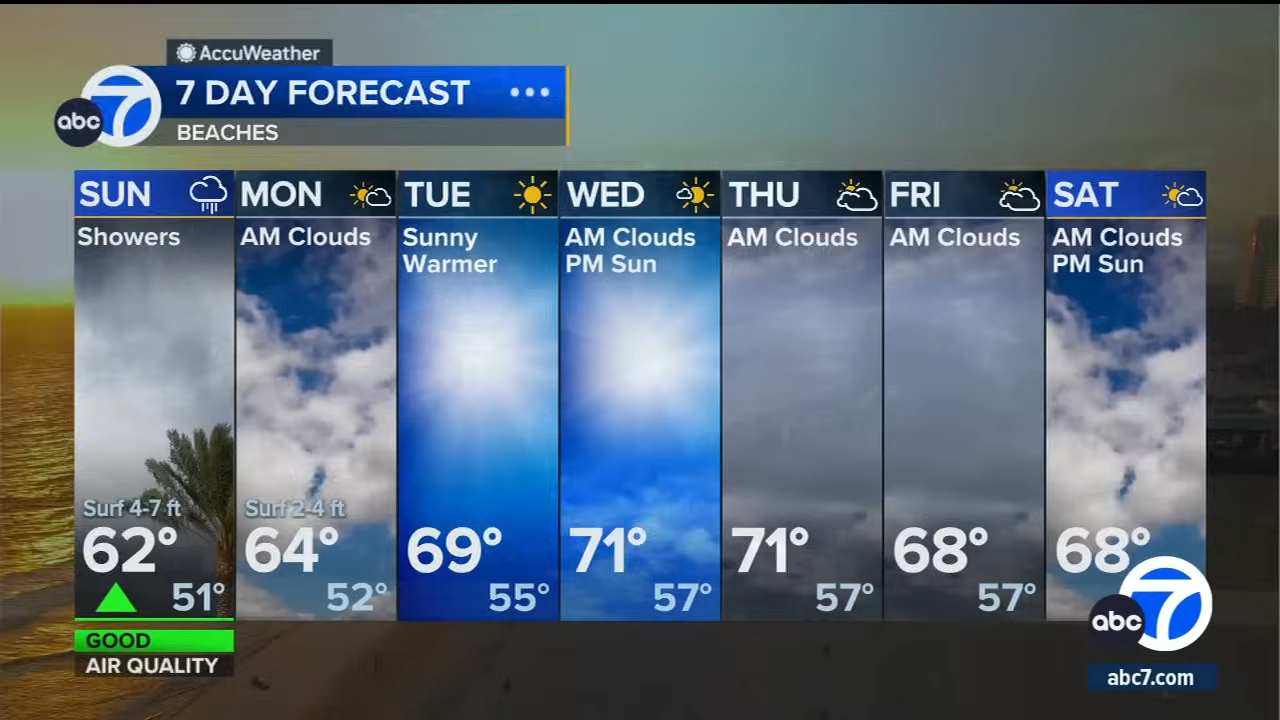 AccuWeather
abc 7
7 DAY FORECAST
BEACHES
SUN
Showers
Surf 4-7 ft
62°
51°
GOOD
AIR QUALITY
MON
AM Clouds
Surf 2-4 ft
64°
52°
TUE
Sunny
Warmer
69°
55°
WED
AM Clouds
PM Sun
71°
57°
THU
AM Clouds
71°
57°
FRI
AM Clouds
68°
57°
SAT
AM Clouds
PM Sun
68°
abc 7
abc7.com